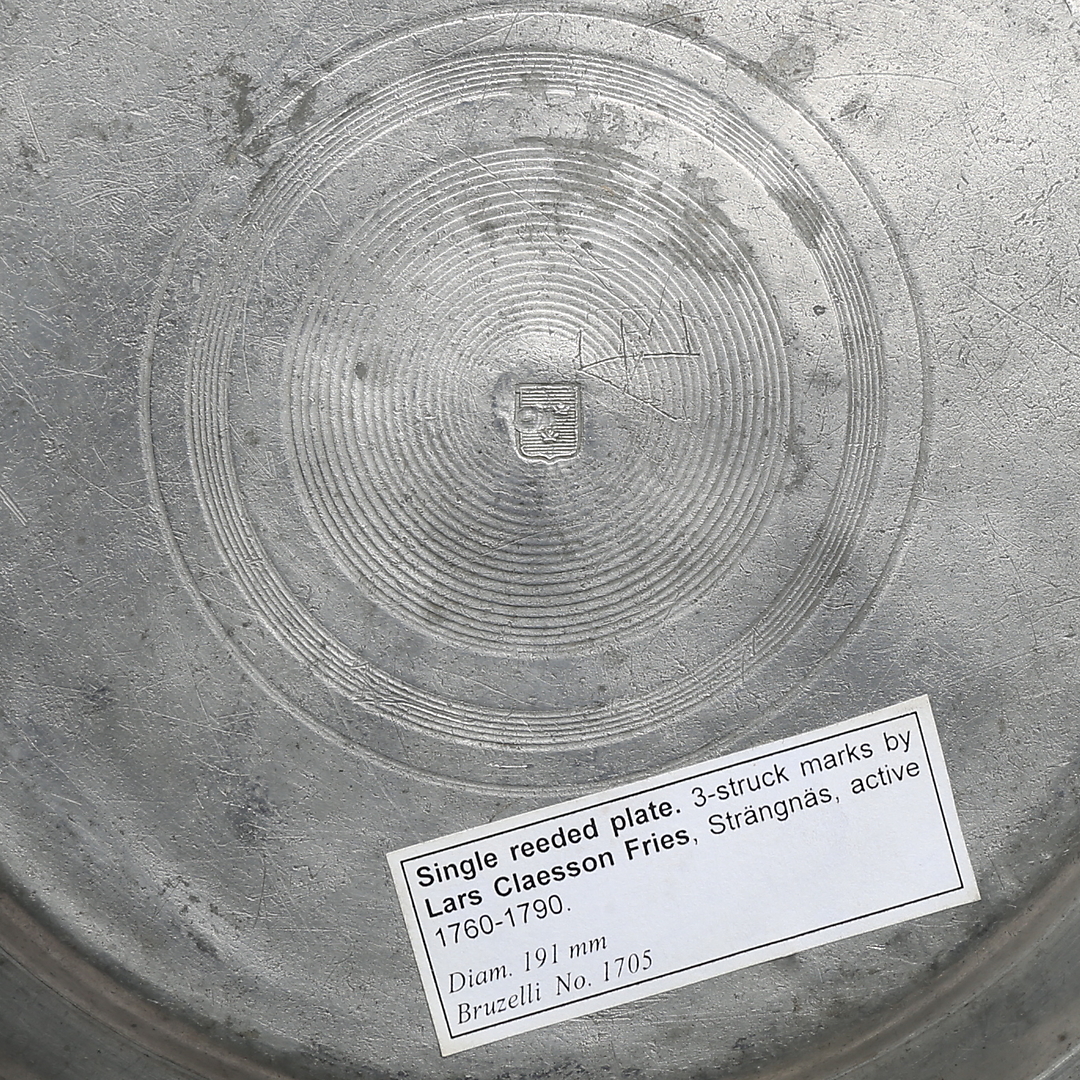 Single reeded plate. 3-struck marks by
Lars Claesson Fries, Strängnäs, active
1760-1790.
Diam. 191 mm
Bruzelli No. 1705